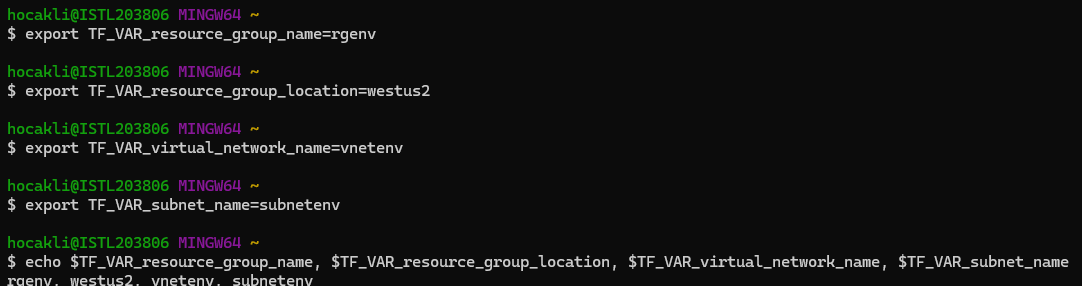 hocakli@ISTL203806 MINGW64 ~
$ export TF_VAR_resource_group_name=rgenv
hocakli@ISTL203806 MINGW64 ~
$ export TF_VAR_resource_group_location=westus2
hocakli@ISTL203806 MINGW64 ~
$ export TF_VAR_virtual_network_name=vnetenv
hocakli@ISTL203806 MINGW64 ~
$ export TF_VAR_subnet_name=subnetenv
hocakli@ISTL203806 MINGW64 ~
$ echo $TF_VAR_resource_group_name, $TF_VAR_resource_group_location, $TF_VAR_virtual_network_name, $TF_VAR_subnet_name
rgenv, westus2, vnetenv, subnetenv